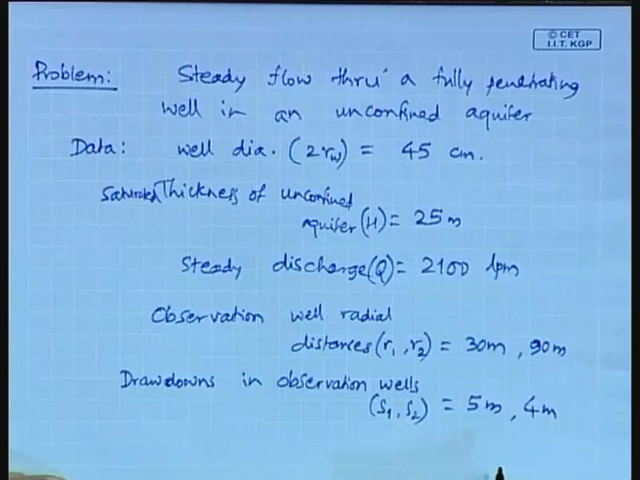 © CET
I.I.T. KGP
Problem: Steady flow thru' a fully penetrating
well in an unconfined aquifer
Data: well dia. (2rw) = 45 cm.
Saturated Thickness of unconfined
aquifer (H) = 25m
Steady discharge (Q) = 2100 lpm
Observation well radial
distances (r1, r2) = 30m, 90m
Drawdowns in observation wells
(s1, s2) = 5m, 4m